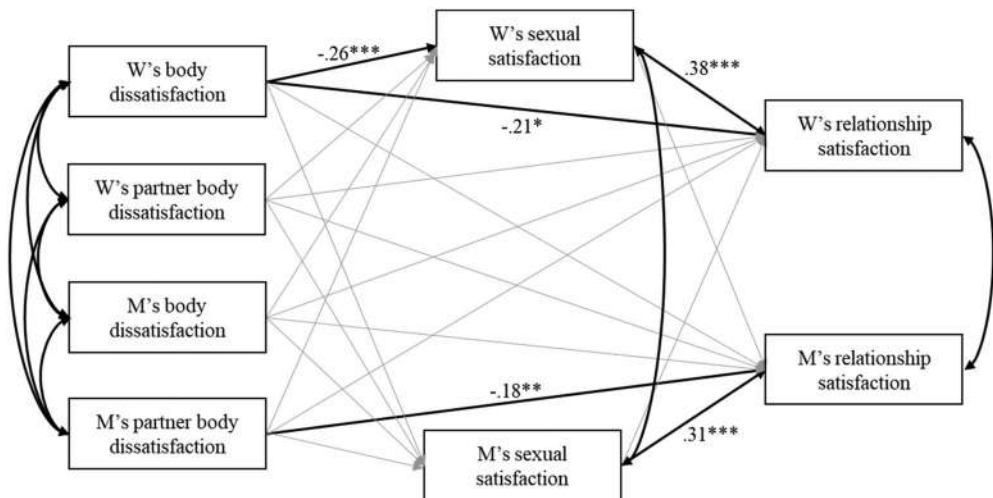 W's sexual
satisfaction
-.26***
.38***
W's body
dissatisfaction
-.21*
W's relationship
satisfaction
W's partner body
dissatisfaction
M's body
dissatisfaction
M's relationship
satisfaction
-.18**
M's partner body
dissatisfaction
.31***
M's sexual
satisfaction